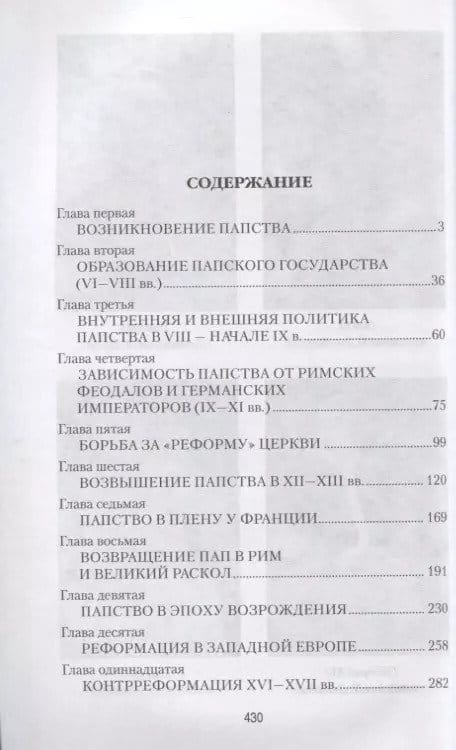 СОДЕРЖАНИЕ
Глава первая
ВОЗНИКНОВЕНИЕ ПАПСТВА 3
Глава вторая
ОБРАЗОВАНИЕ ПАПСКОГО ГОСУДАРСТВА
(VI–VIII вв.) 36
Глава третья
ВНУТРЕННЯЯ И ВНЕШНЯЯ ПОЛИТИКА
ПАПСТВА В VIII – НАЧАЛЕ IX в. 60
Глава четвертая
ЗАВИСИМОСТЬ ПАПСТВА ОТ РИМСКИХ
ФЕОДАЛОВ И ГЕРМАНСКИХ
ИМПЕРАТОРОВ (IX–XI вв.) 75
Глава пятая
БОРЬБА ЗА «РЕФОРМУ» ЦЕРКВИ 99
Глава шестая
ВОЗВЫШЕНИЕ ПАПСТВА В XII–XIII вв. 120
Глава седьмая
ПАПСТВО В ПЛЕНУ У ФРАНЦИИ 169
Глава восьмая
ВОЗВРАЩЕНИЕ ПАП В РИМ
И ВЕЛИКИЙ РАСКОЛ 191
Глава девятая
ПАПСТВО В ЭПОХУ ВОЗРОЖДЕНИЯ 230
Глава десятая
РЕФОРМАЦИЯ В ЗАПАДНОЙ ЕВРОПЕ 258
Глава одиннадцатая
КОНТРРЕФОРМАЦИЯ XVI–XVII вв. 282
430